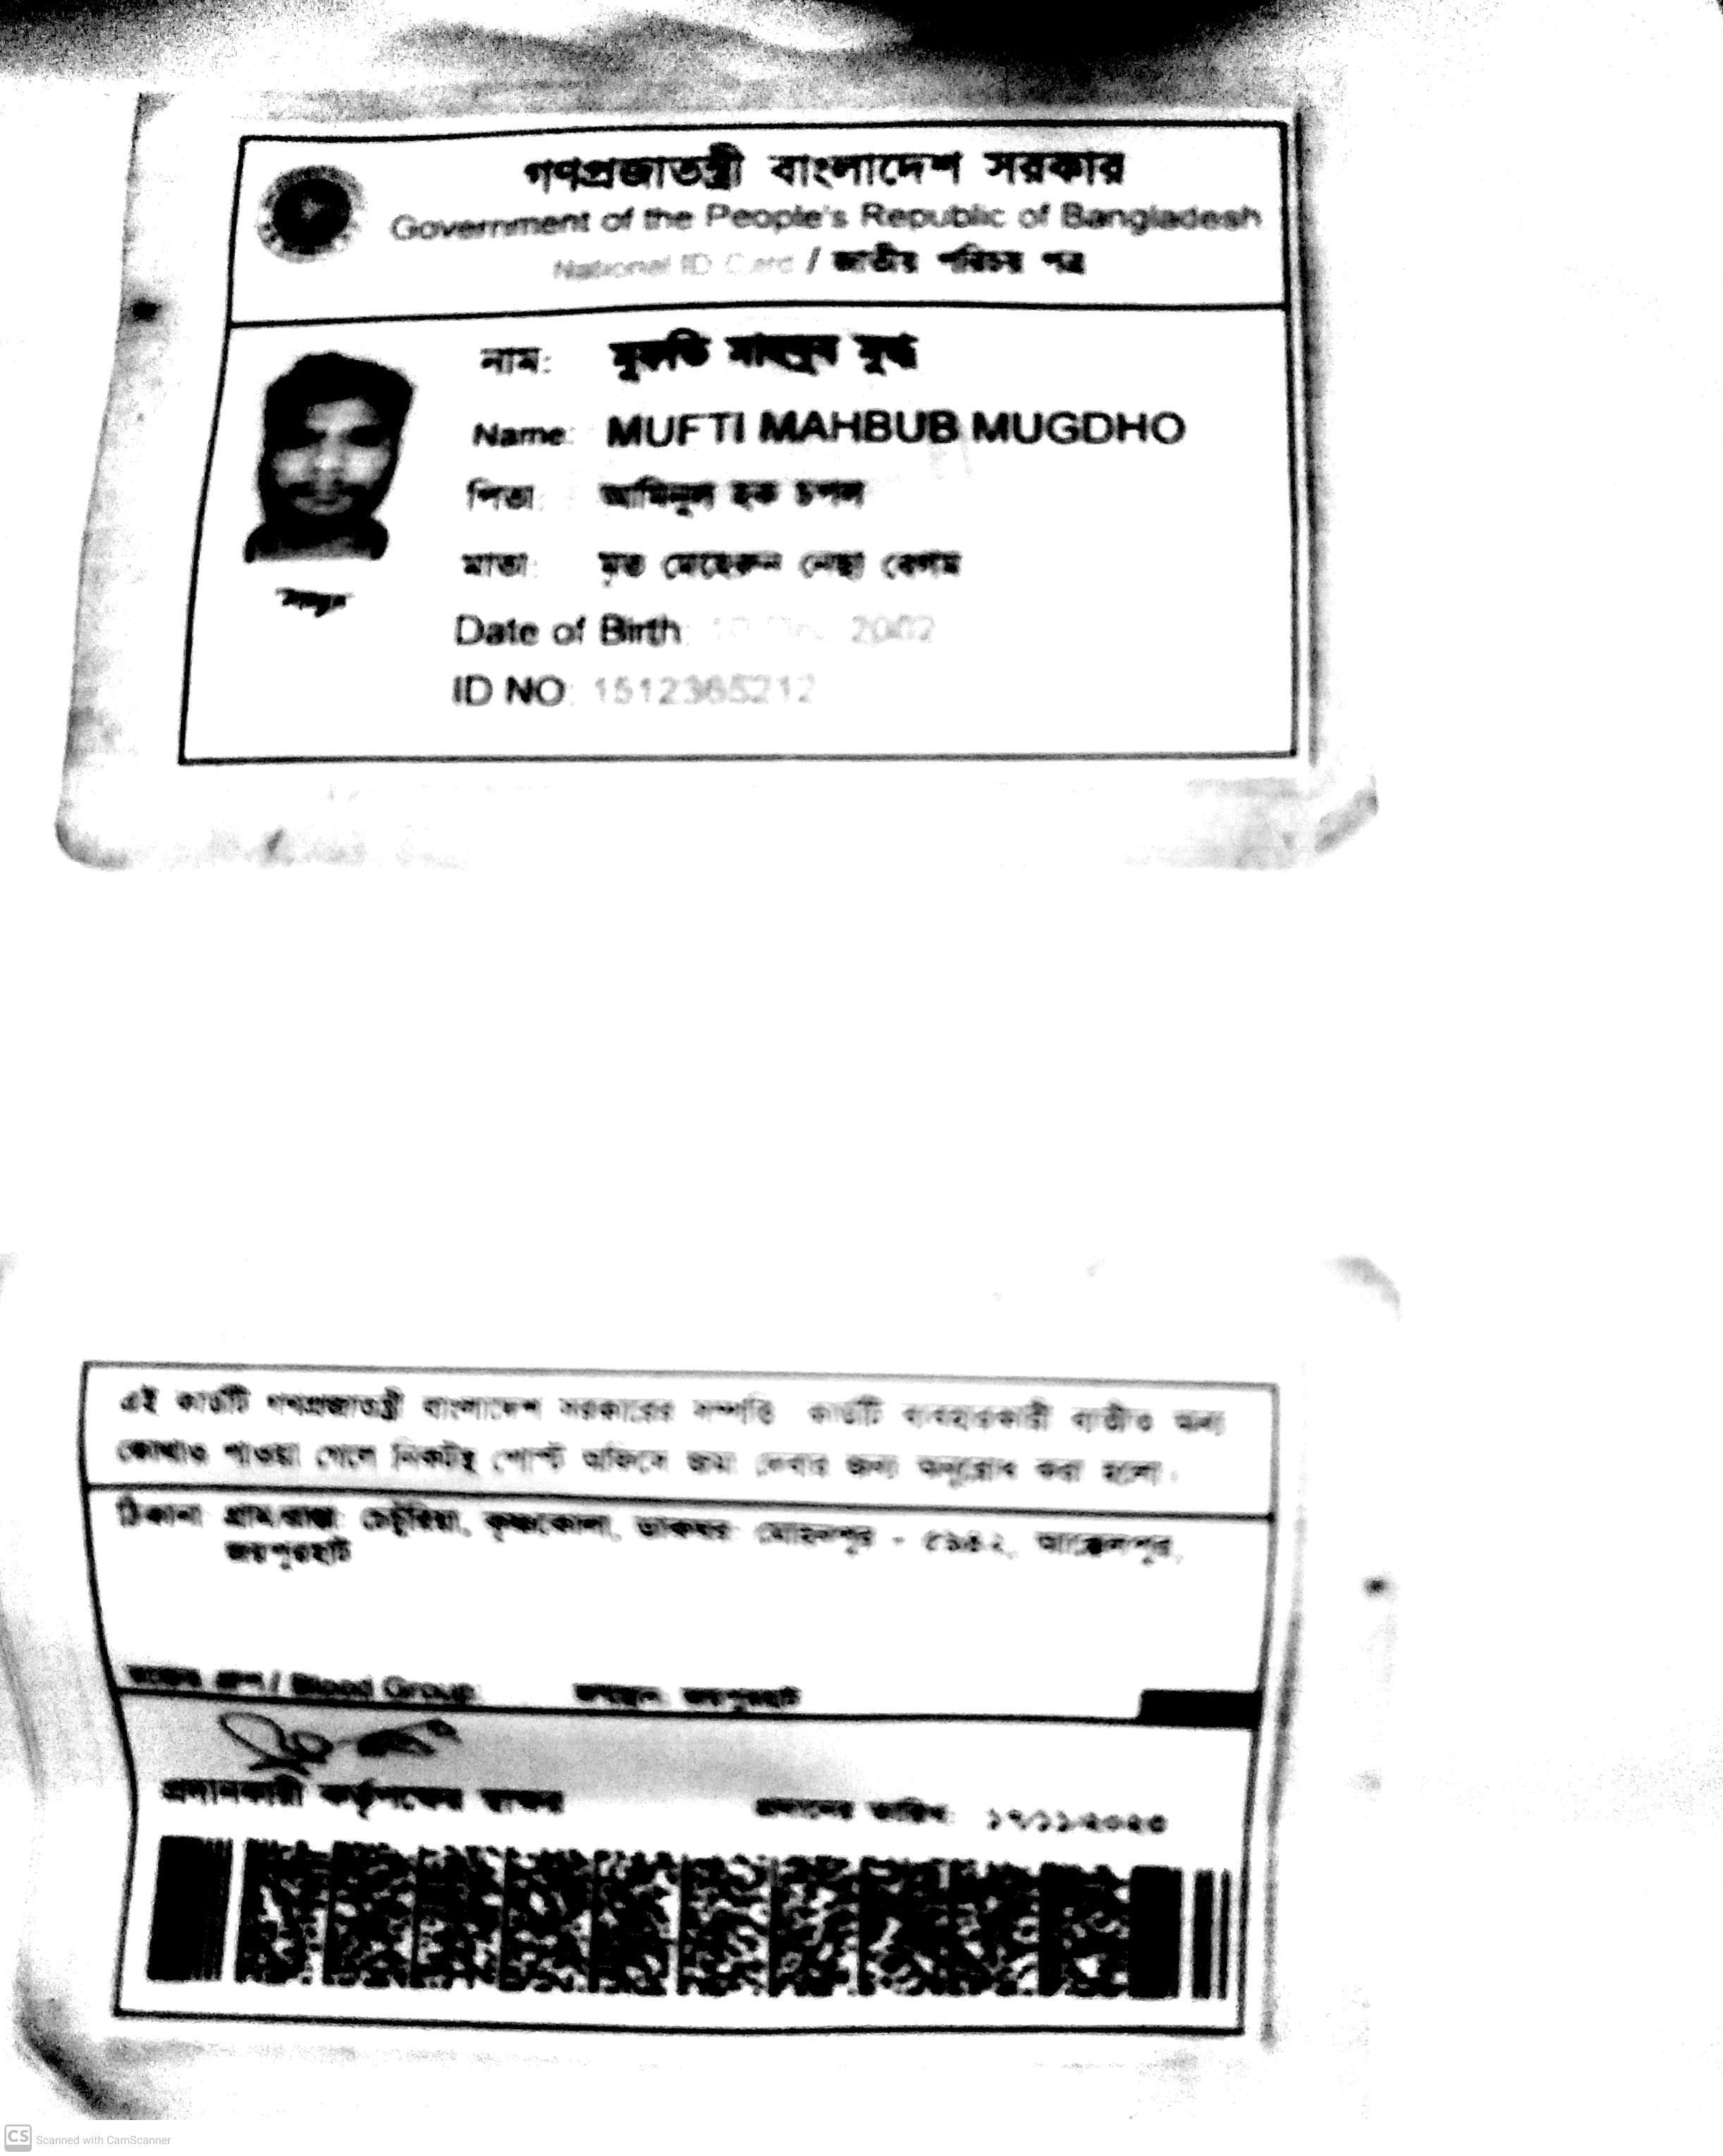 গণপ্রজাতন্ত্রী বাংলাদেশ সরকার
Government of the People's Republic of Bangladesh
National ID Card / জাতীয় পরিচয় পত্র
নাম: মুফতি মাহবুব মুগ্ধ
Name: MUFTI MAHBUB MUGDHO
পিতা: আমিনুল হক চপল
মাতা: মৃত মেহেরুন নেছা বেগম
Date of Birth: 2002
ID NO: 1512365212
এই কার্ডটি গণপ্রজাতন্ত্রী বাংলাদেশ সরকারের সম্পত্তি কার্ডটি ব্যবহারকারী ব্যতীত অন্য
কোথাও পাওয়া গেলে নিকটস্থ পোস্ট অফিসে জমা দেবার জন্য অনুরোধ করা হলো।
ঠিকানা: গ্রাম/রাস্তা: কৃষ্ণকোলা, ডাকঘর: মোহনপুর - আক্কেলপুর,
জয়পুরহাট
রক্তের গ্রুপ / Blood Group: জন্মস্থান: জয়পুরহাট
প্রদানকারী কর্তৃপক্ষের স্বাক্ষর
প্রদানের তারিখ: ১৭/১১/২০২৩
CS Scanned with CamScanner